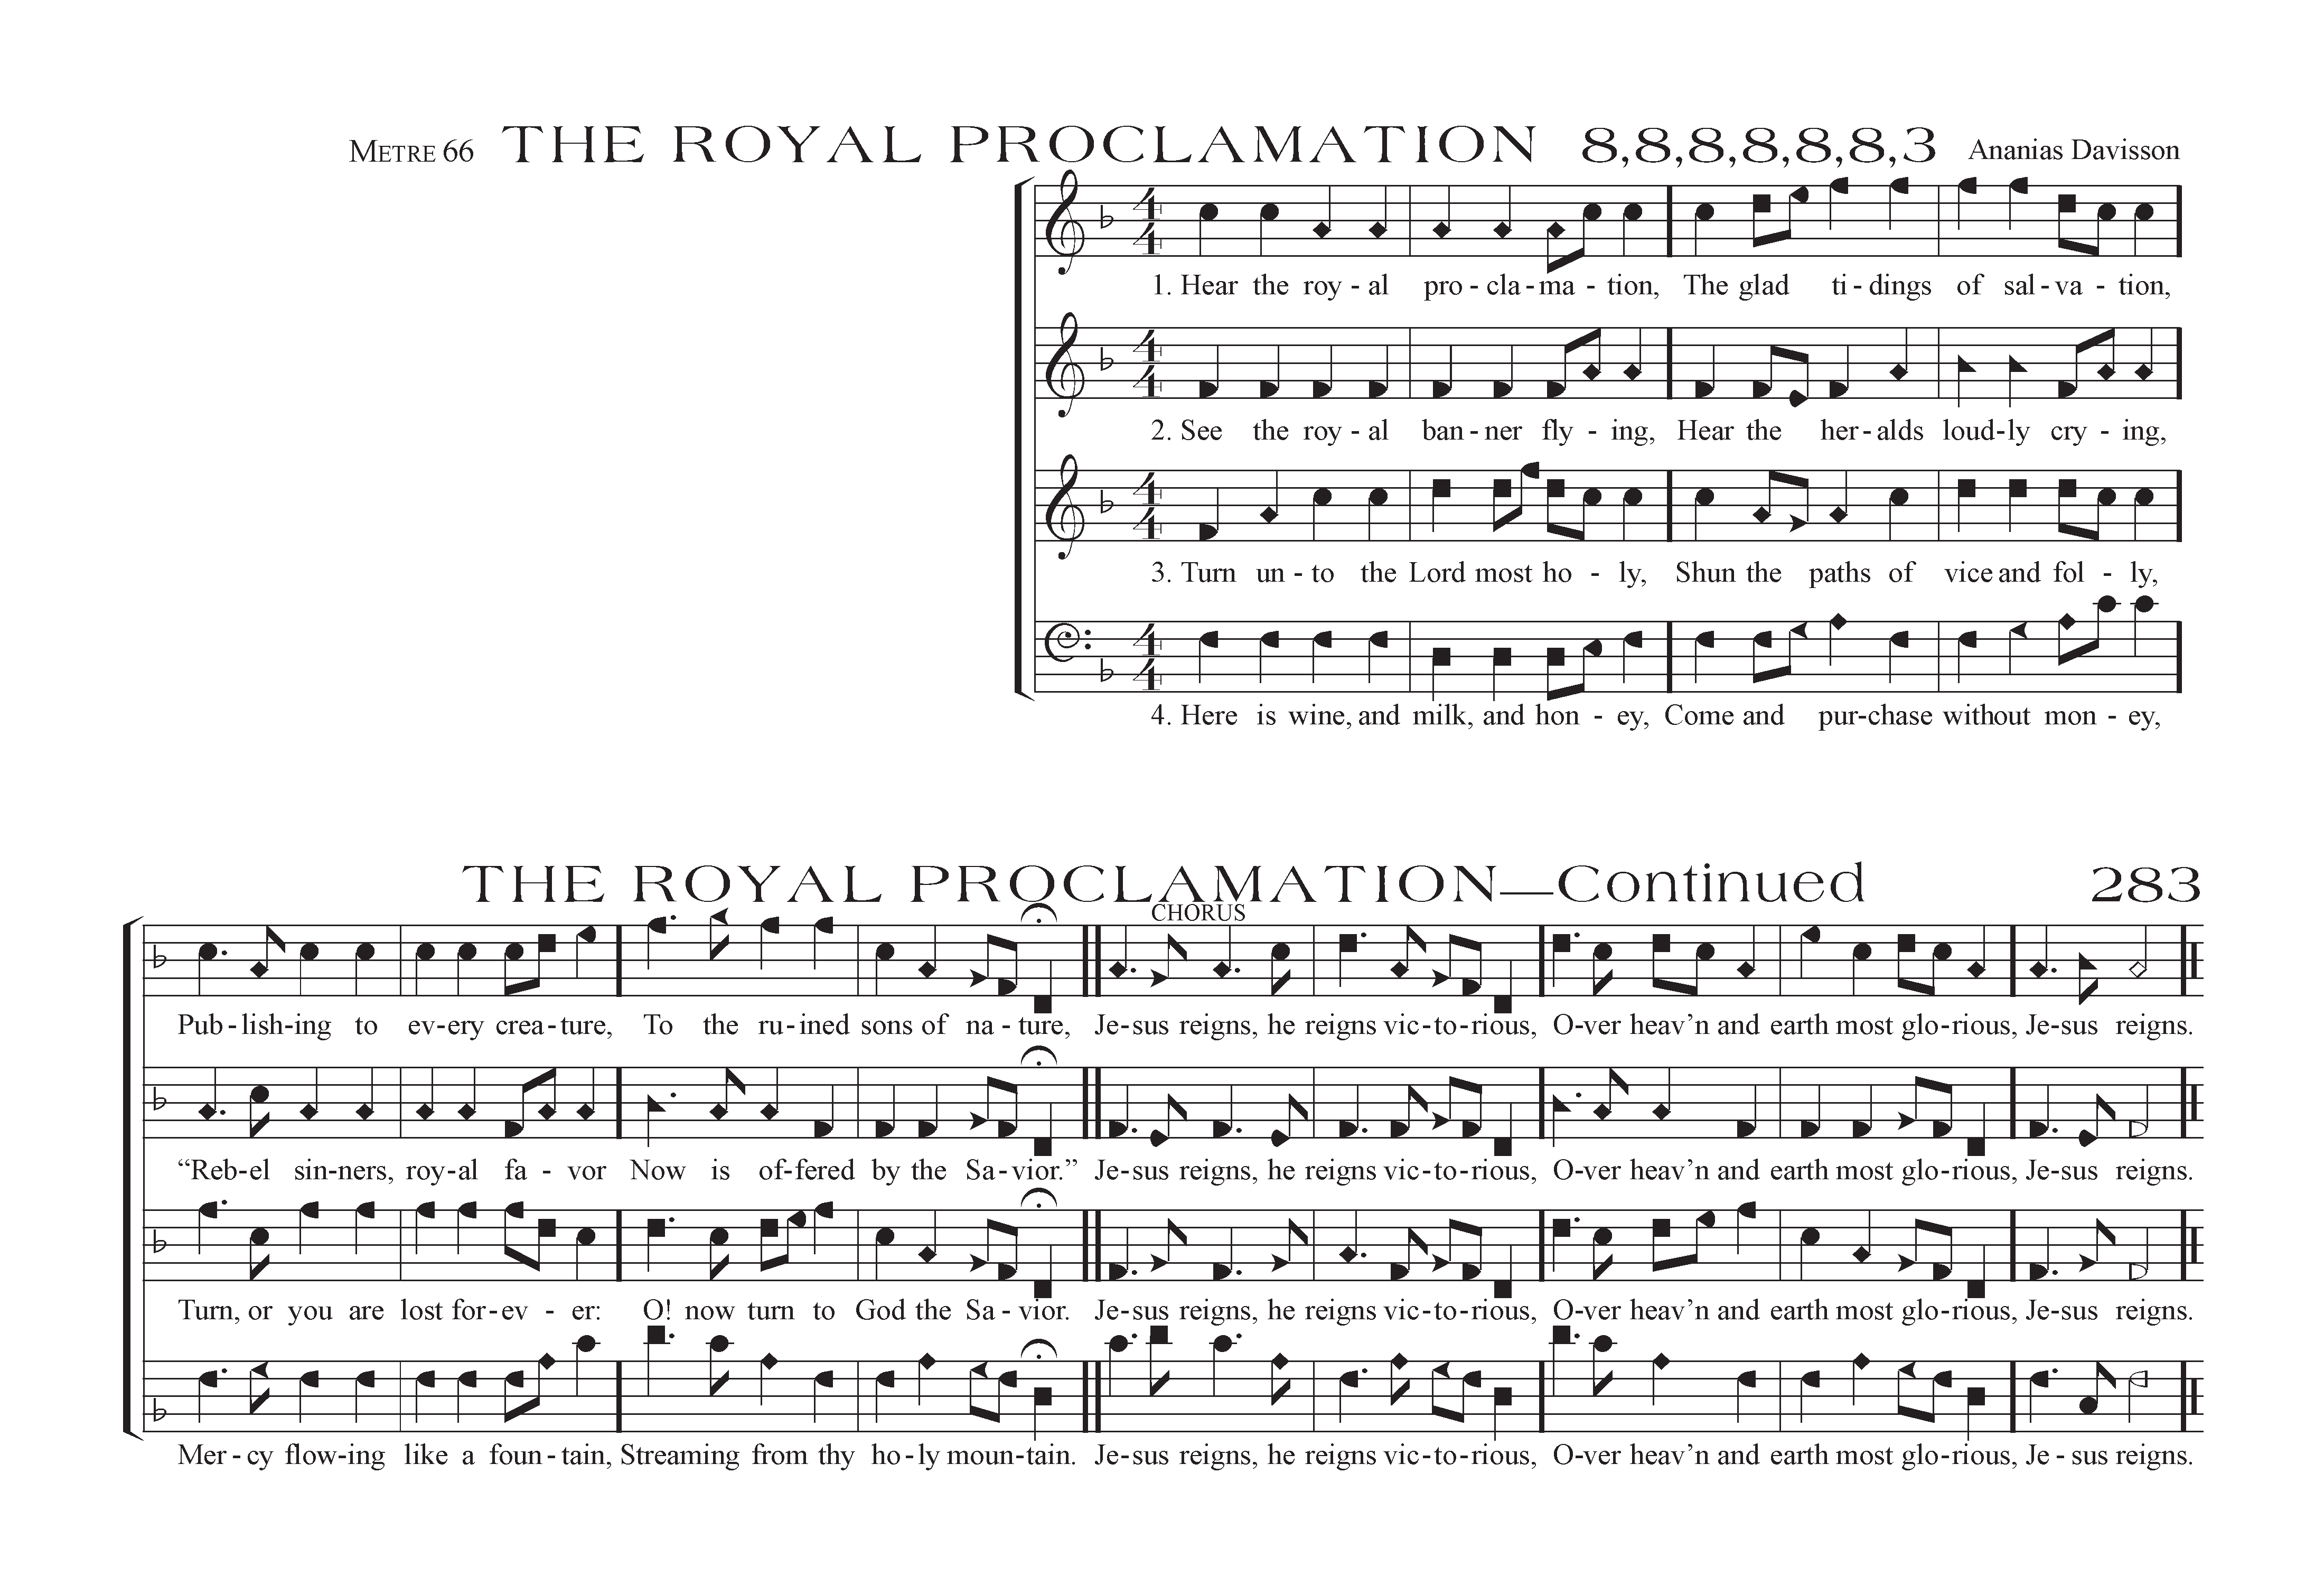 METRE 66 THE ROYAL PROCLAMATION 8,8,8,8,8,8,3 Ananias Davisson
1. Hear the roy - al pro - cla - ma - tion, The glad ti - dings of sal - va - tion,
2. See the roy - al ban - ner fly - ing, Hear the her - alds loud - ly cry - ing,
3. Turn un - to the Lord most ho - ly, Shun the paths of vice and fol - ly,
4. Here is wine, and milk, and hon - ey, Come and pur - chase without mon - ey,
THE ROYAL PROCLAMATION—Continued 283
CHORUS
Pub - lish - ing to ev - ery crea - ture, To the ru - ined sons of na - ture, Je - sus reigns, he reigns vic - to - rious, O - ver heav’n and earth most glo - rious, Je - sus reigns.
“Reb - el sin - ners, roy - al fa - vor Now is of - fered by the Sa - vior.” Je - sus reigns, he reigns vic - to - rious, O - ver heav’n and earth most glo - rious, Je - sus reigns.
Turn, or you are lost for - ev - er: O! now turn to God the Sa - vior. Je - sus reigns, he reigns vic - to - rious, O - ver heav’n and earth most glo - rious, Je - sus reigns.
Mer - cy flow - ing like a foun - tain, Streaming from thy ho - ly moun - tain. Je - sus reigns, he reigns vic - to - rious, O - ver heav’n and earth most glo - rious, Je - sus reigns.